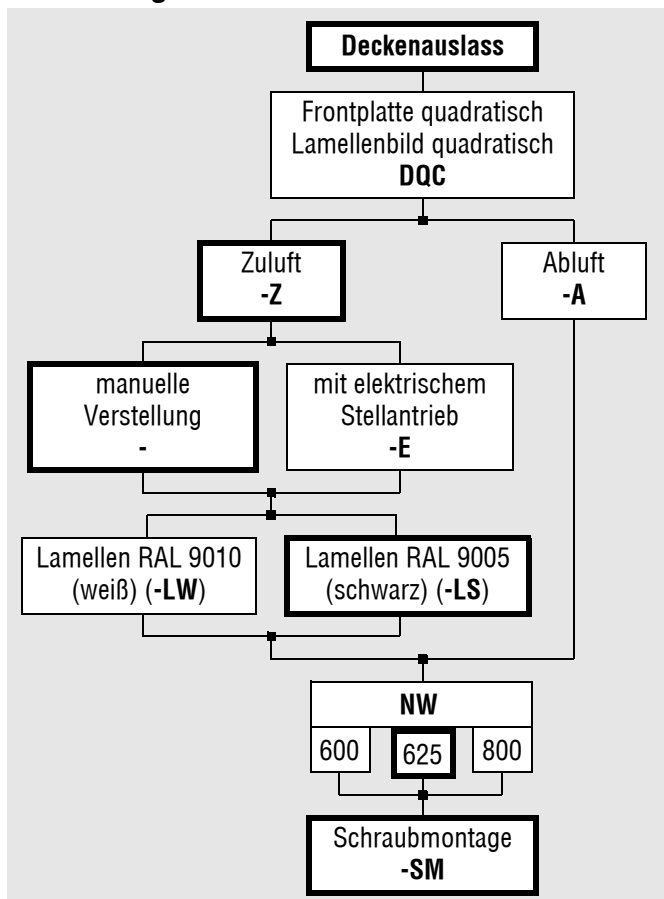 Deckenauslass
Frontplatte quadratisch
Lamellenbild quadratisch
DQC
Zuluft
-Z
Abluft
-A
manuelle
Verstellung
-
mit elektrischem
Stellantrieb
-E
Lamellen RAL 9010
(weiß) (-LW)
Lamellen RAL 9005
(schwarz) (-LS)
NW
600
625
800
Schraubmontage
-SM